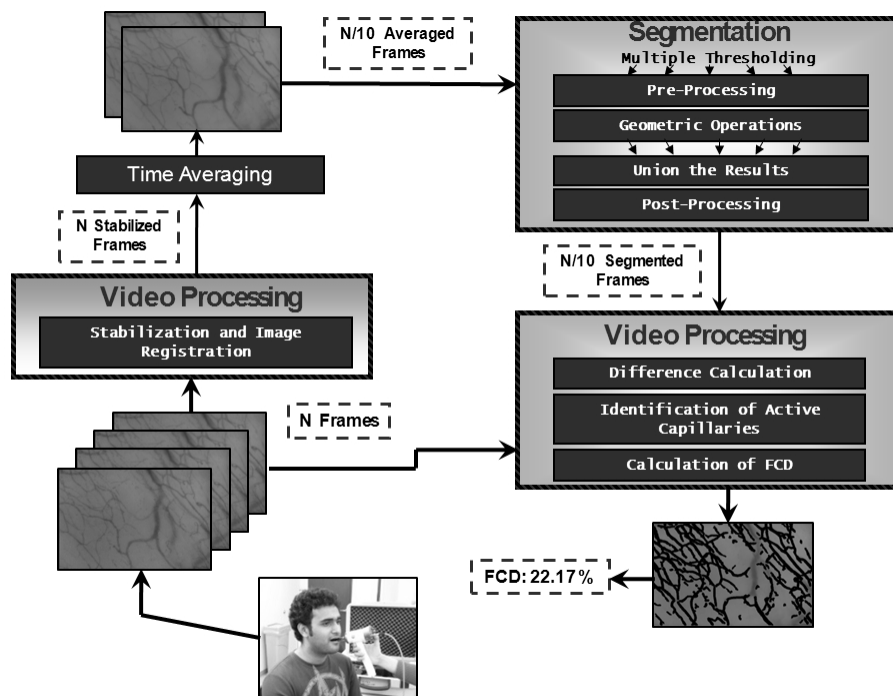 N/10 Averaged
Frames
Segmentation
Multiple Thresholding
Pre-Processing
Geometric Operations
Union the Results
Post-Processing
Time Averaging
N Stabilized
Frames
N/10 Segmented
Frames
Video Processing
Stabilization and Image
Registration
Video Processing
Difference Calculation
Identification of Active
Capillaries
Calculation of FCD
N Frames
FCD: 22.17%